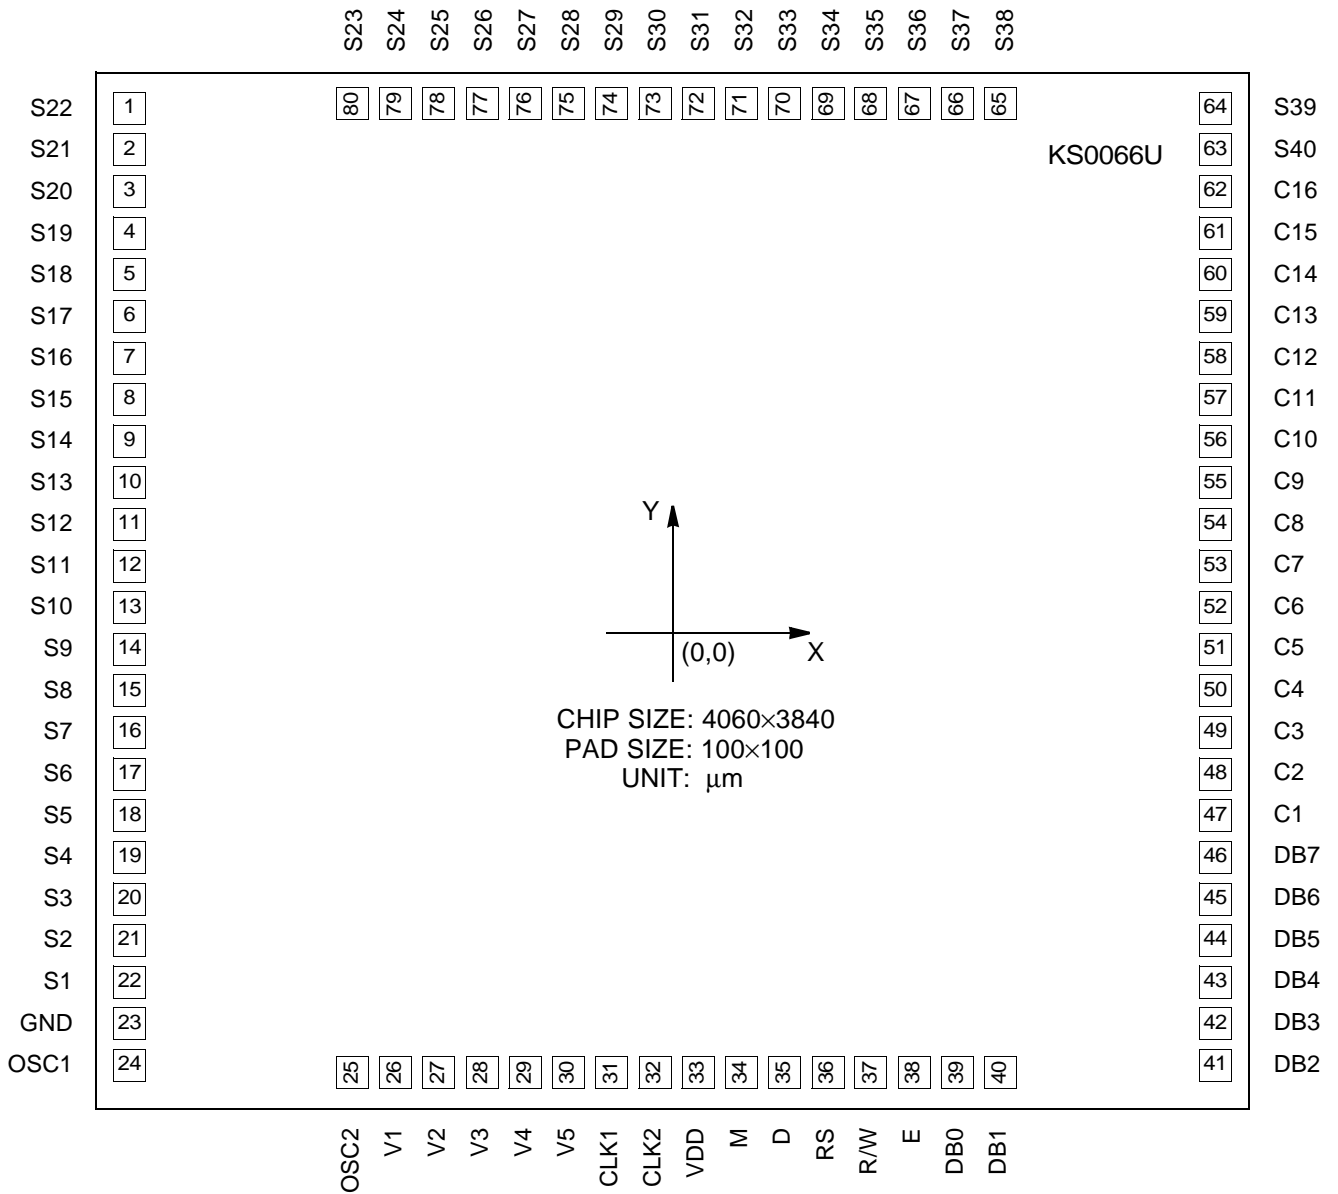 S23 S24 S25 S26 S27 S28 S29 S30 S31 S32 S33 S34 S35 S36 S37 S38
80 79 78 77 76 75 74 73 72 71 70 69 68 67 66 65
S22 1 64 S39
S21 2 KS0066U 63 S40
S20 3 62 C16
S19 4 61 C15
S18 5 60 C14
S17 6 59 C13
S16 7 58 C12
S15 8 57 C11
S14 9 56 C10
S13 10 55 C9
S12 11 Y 54 C8
S11 12 53 C7
S10 13 52 C6
S9 14 (0,0) X 51 C5
S8 15 50 C4
CHIP SIZE: 4060×3840
S7 16 49 C3
PAD SIZE: 100×100
S6 17 UNIT: μm 48 C2
S5 18 47 C1
S4 19 46 DB7
S3 20 45 DB6
S2 21 44 DB5
S1 22 43 DB4
GND 23 42 DB3
OSC1 24 41 DB2
25 26 27 28 29 30 31 32 33 34 35 36 37 38 39 40
OSC2 V1 V2 V3 V4 V5 CLK1 CLK2 VDD M D RS R/W E DB0 DB1